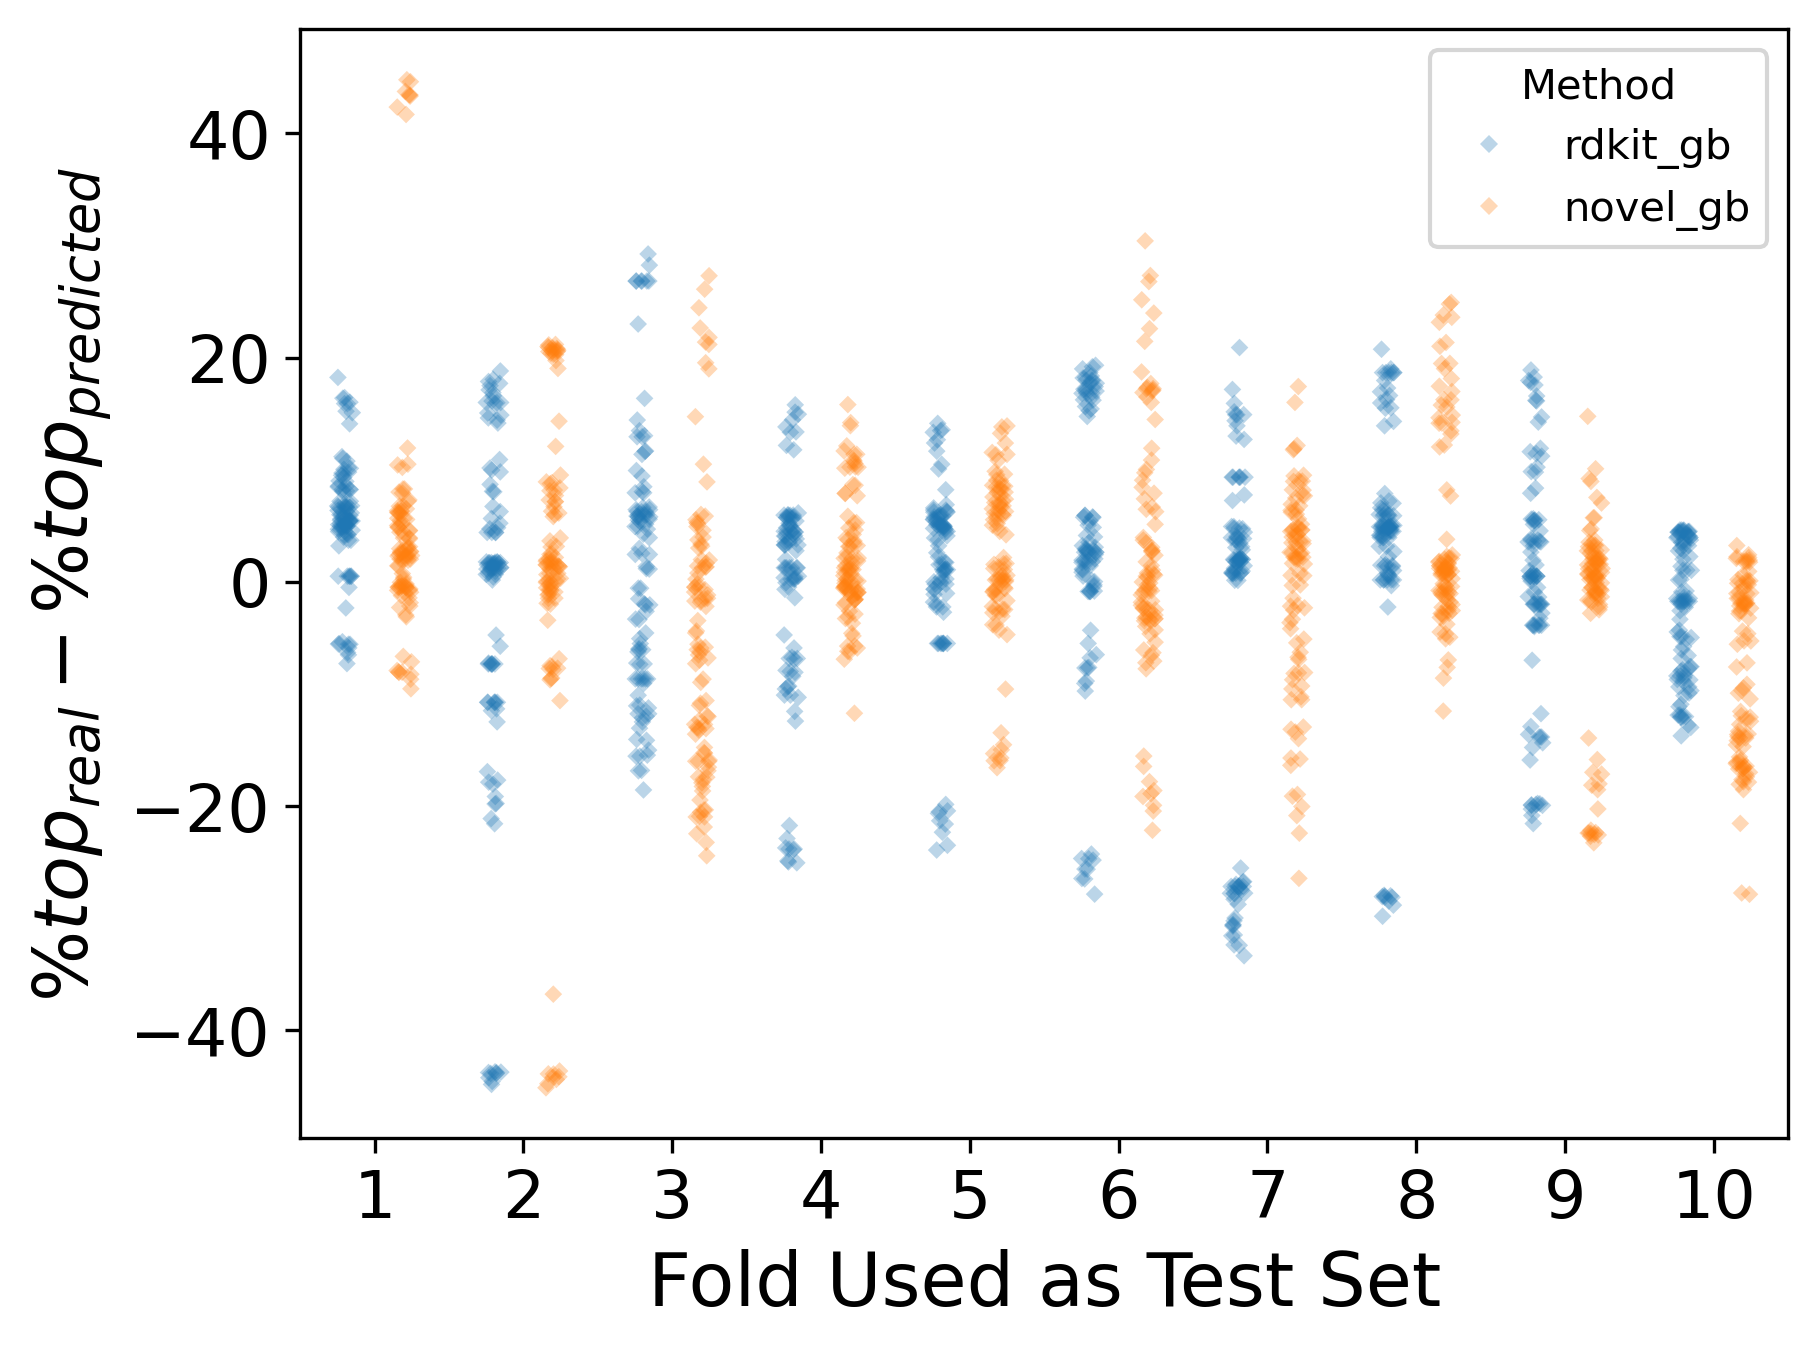 %top_real − %top_predicted
40
20
0
−20
−40
1 2 3 4 5 6 7 8 9 10
Fold Used as Test Set
Method
rdkit_gb
novel_gb